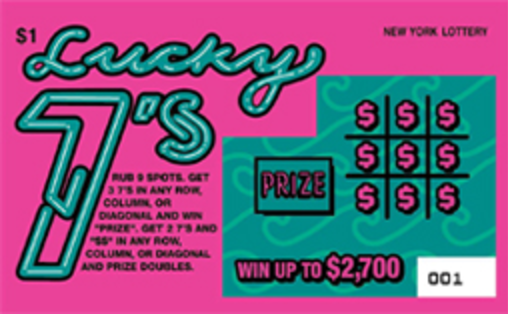 $1
Lucky
7'S
NEW YORK LOTTERY
RUB 9 SPOTS. GET
3 7'S IN ANY ROW,
COLUMN, OR
DIAGONAL AND WIN
"PRIZE". GET 2 7'S AND
"$$" IN ANY ROW,
COLUMN, OR DIAGONAL
AND PRIZE DOUBLES.
$ $ $
$ $ $
$ $ $
PRIZE
WIN UP TO $2,700
001